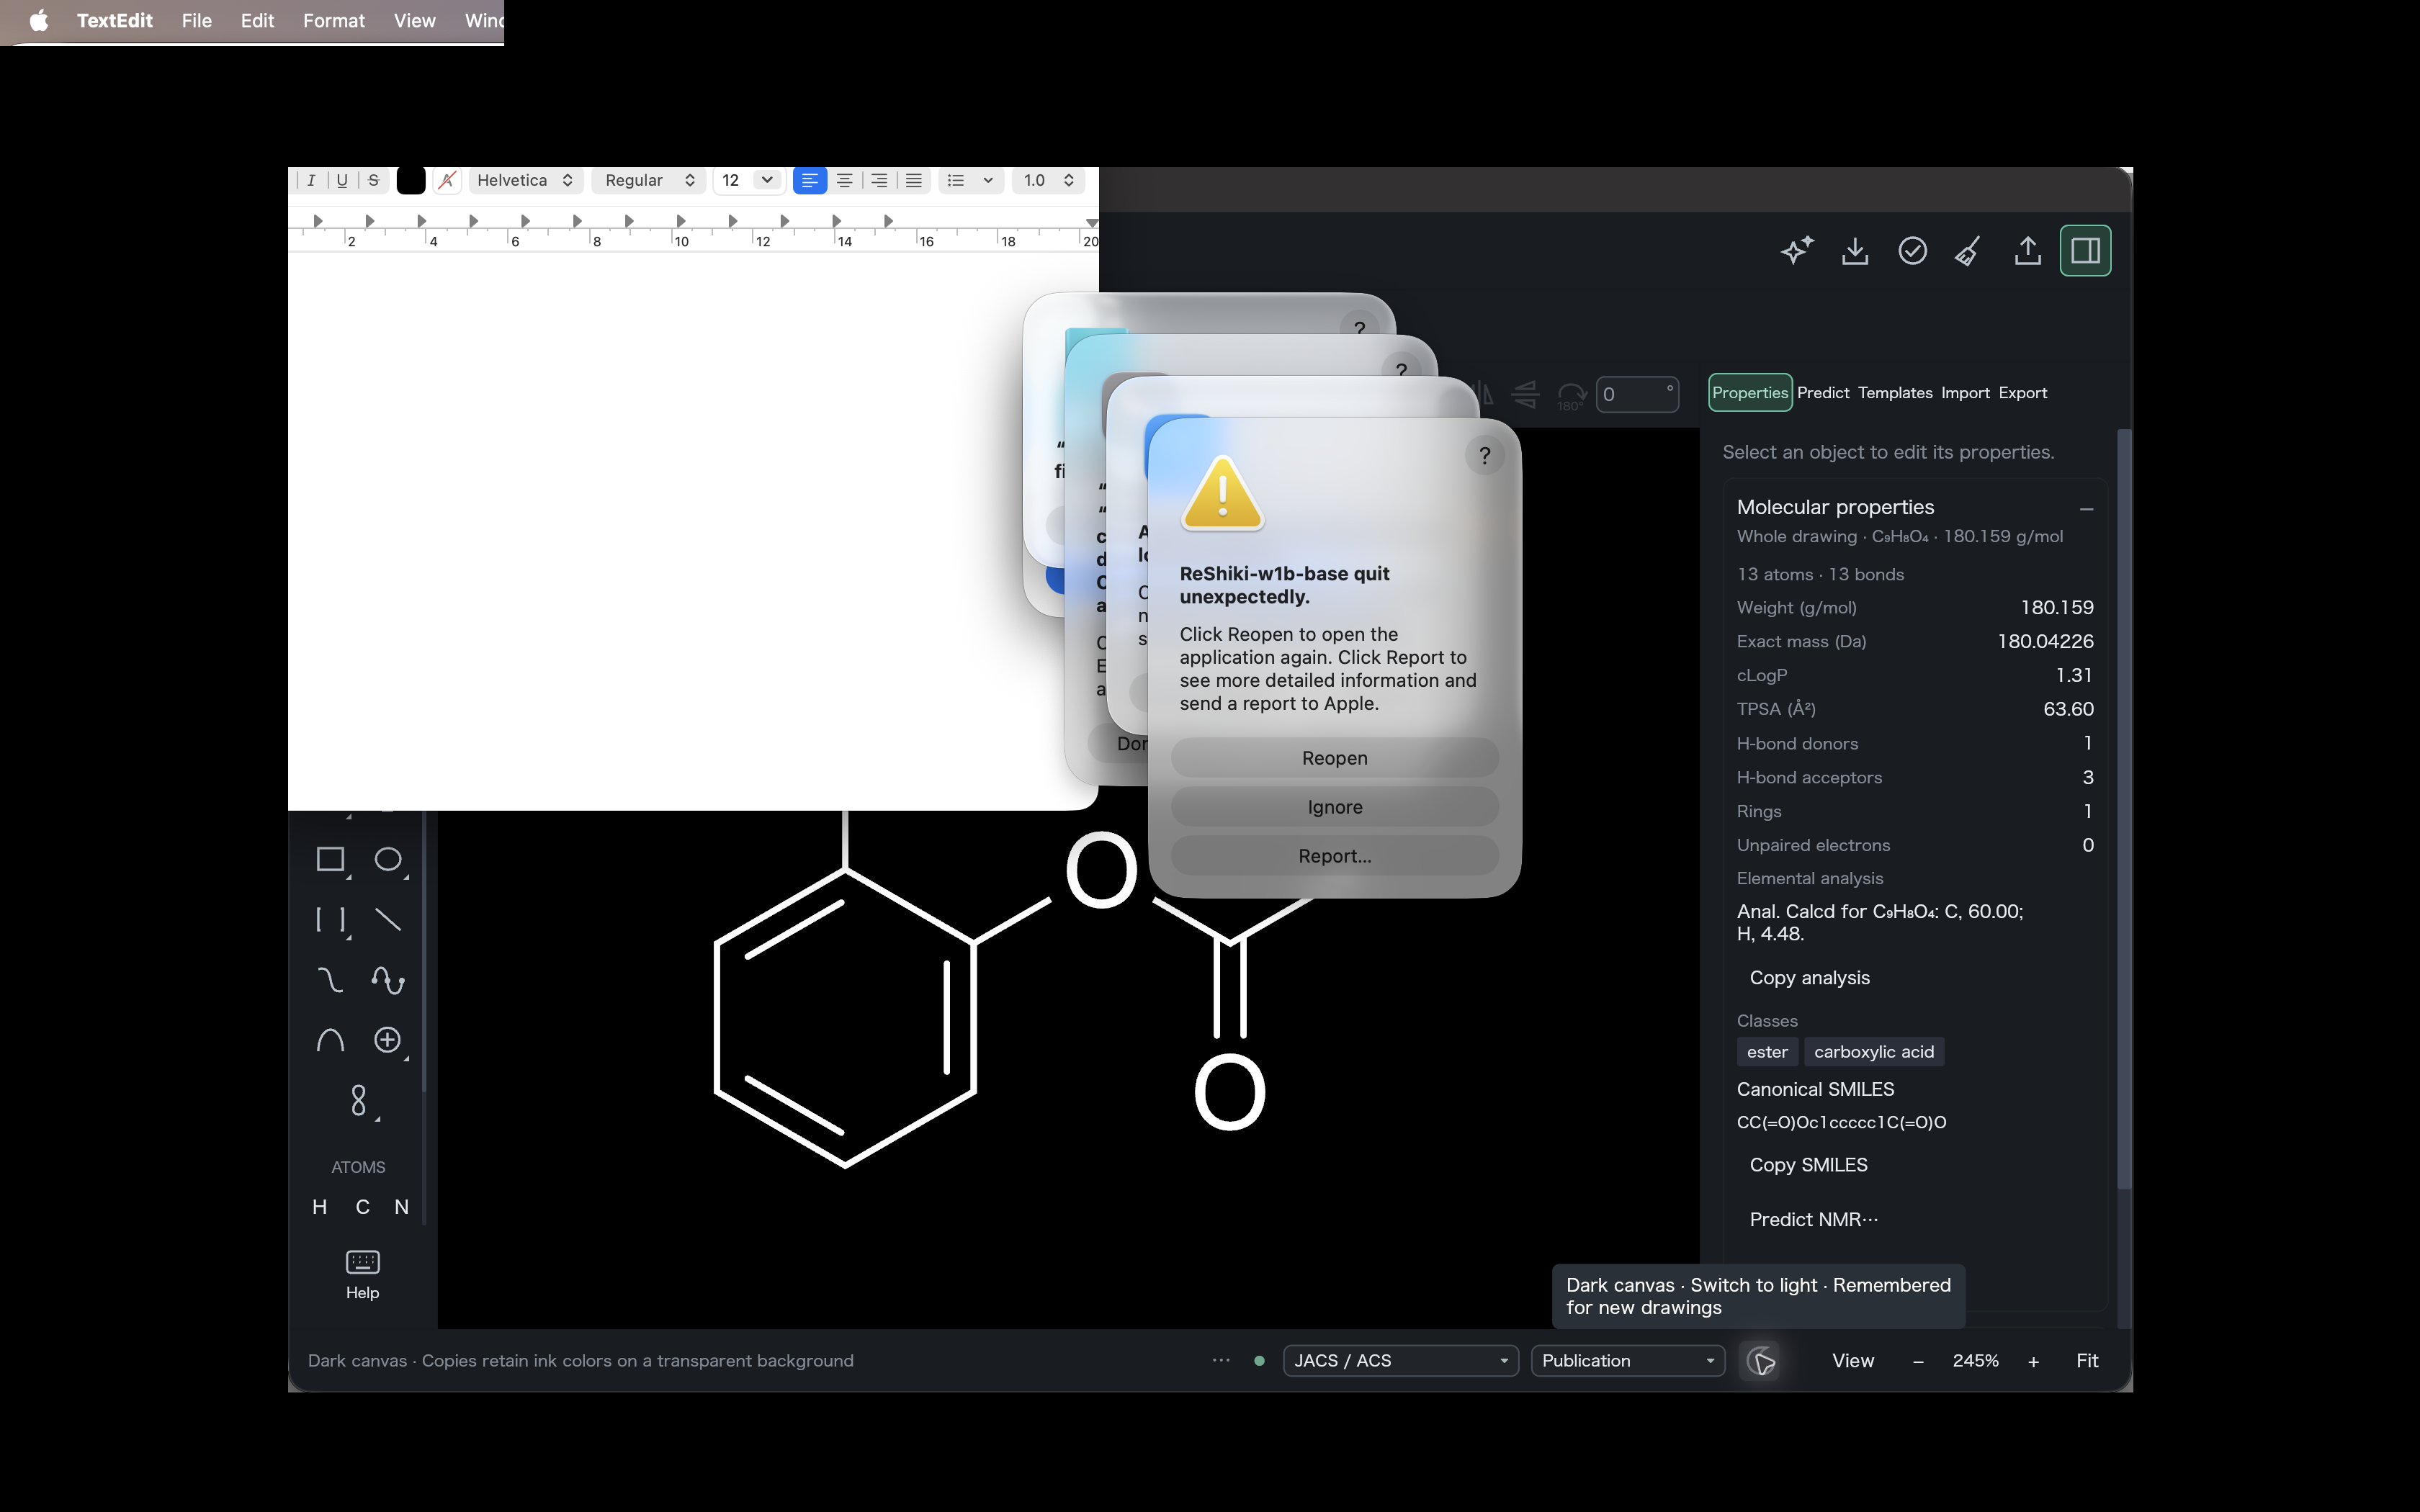 TextEdit File Edit Format View
I U S A Helvetica Regular 12 1.0
2 4 6 8 10 12 14 16 18 20
?
?
0 °
180°
Properties Predict Templates Import Export
?
Select an object to edit its properties.
Molecular properties
Whole drawing · C₉H₈O₄ · 180.159 g/mol
13 atoms · 13 bonds
Weight (g/mol) 180.159
Exact mass (Da) 180.04226
cLogP 1.31
TPSA (Å²) 63.60
H-bond donors 1
H-bond acceptors 3
Rings 1
Unpaired electrons 0
Elemental analysis
Anal. Calcd for C₉H₈O₄: C, 60.00;
H, 4.48.
Copy analysis
Classes
ester carboxylic acid
Canonical SMILES
CC(=O)Oc1ccccc1C(=O)O
Copy SMILES
Predict NMR···
ReShiki-w1b-base quit
unexpectedly.
Click Reopen to open the
application again. Click Report to
see more detailed information and
send a report to Apple.
Reopen
Ignore
Report...
O
O
ATOMS
H C N
Help
Dark canvas · Switch to light · Remembered
for new drawings
Dark canvas · Copies retain ink colors on a transparent background
··· JACS / ACS Publication View − 245% + Fit